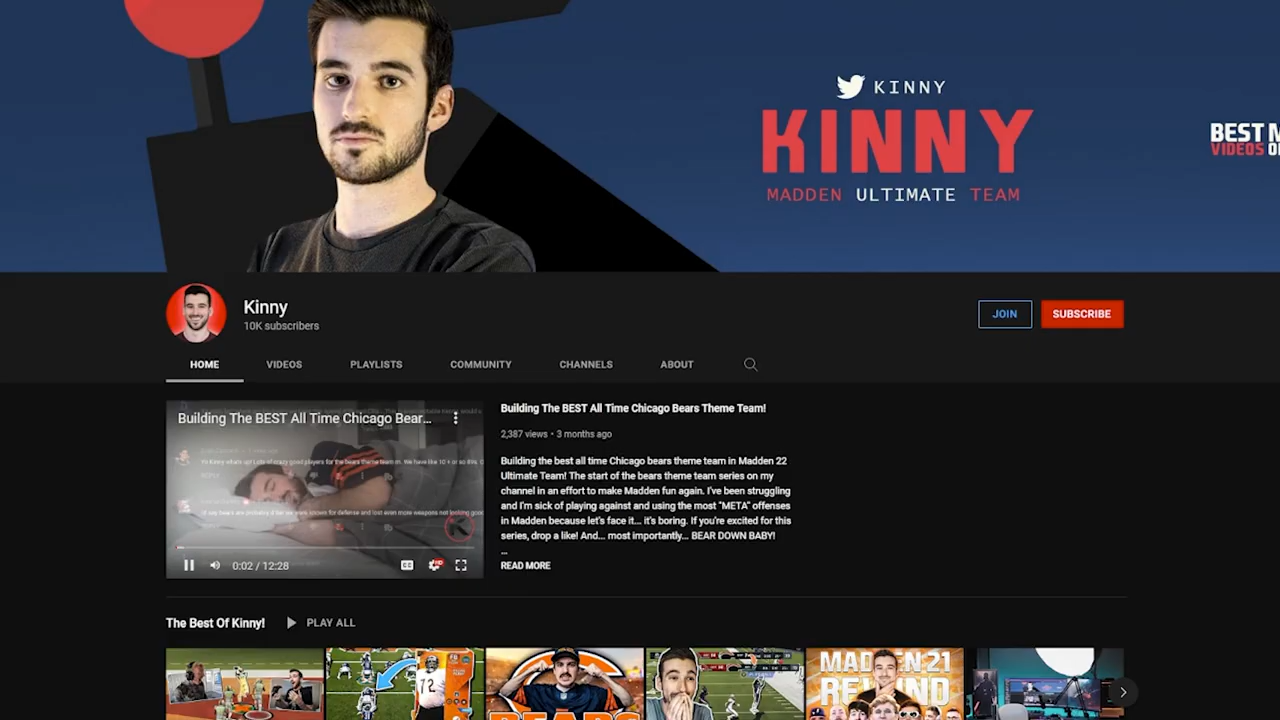 KINNY
KINNY
MADDEN ULTIMATE TEAM
BEST M
VIDEOS O
Kinny
10K subscribers
JOIN
SUBSCRIBE
HOME
VIDEOS
PLAYLISTS
COMMUNITY
CHANNELS
ABOUT
Building The BEST All Time Chicago Bear...
0:02 / 12:28
CC
HD
Building The BEST All Time Chicago Bears Theme Team!
2,387 views • 3 months ago
Building the best all time Chicago bears theme team in Madden 22
Ultimate Team! The start of the bears theme team series on my
channel in an effort to make Madden fun again. I've been struggling
and I'm sick of playing against and using the most "META" offenses
in Madden because let's face it... it's boring. If you're excited for this
series, drop a like! And... most importantly... BEAR DOWN BABY!
...
READ MORE
The Best Of Kinny!
PLAY ALL
72
BEARS
MADDEN 21
REWIND